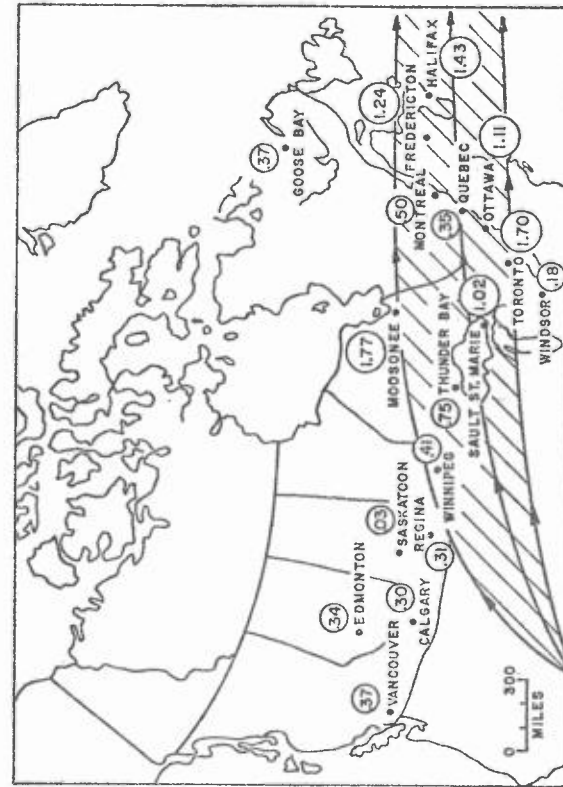 .37
GOOSE BAY
1.24
FREDERICTON
HALIFAX
1.43
.50
MONTREAL
QUEBEC
.35
OTTAWA
1.11
1.77
MOOSONEE
.75
THUNDER BAY
SAULT ST. MARIE
1.02
TORONTO
1.70
WINDSOR
.18
.41
WINNIPEG
.03
SASKATOON
REGINA
.31
.34
EDMONTON
.30
CALGARY
.37
VANCOUVER
0 300
MILES